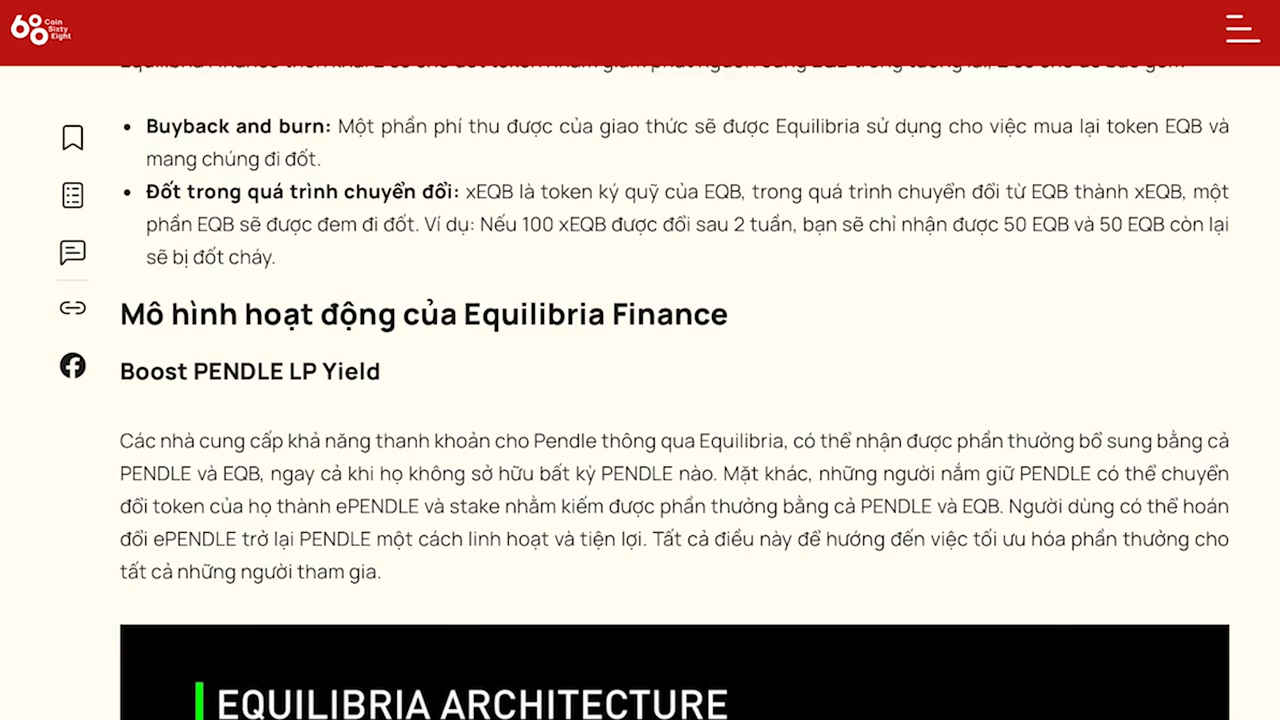 Coin
Sixty
Eight
Buyback and burn: Một phần phí thu được của giao thức sẽ được Equilibria sử dụng cho việc mua lại token EQB và
mang chúng đi đốt.
Đốt trong quá trình chuyển đổi: xEQB là token ký quỹ của EQB, trong quá trình chuyển đổi từ EQB thành xEQB, một
phần EQB sẽ được đem đi đốt. Ví dụ: Nếu 100 xEQB được đổi sau 2 tuần, bạn sẽ chỉ nhận được 50 EQB và 50 EQB còn lại
sẽ bị đốt cháy.
Mô hình hoạt động của Equilibria Finance
Boost PENDLE LP Yield
Các nhà cung cấp khả năng thanh khoản cho Pendle thông qua Equilibria, có thể nhận được phần thưởng bổ sung bằng cả
PENDLE và EQB, ngay cả khi họ không sở hữu bất kỳ PENDLE nào. Mặt khác, những người nắm giữ PENDLE có thể chuyển
đổi token của họ thành ePENDLE và stake nhằm kiếm được phần thưởng bằng cả PENDLE và EQB. Người dùng có thể hoán
đổi ePENDLE trở lại PENDLE một cách linh hoạt và tiện lợi. Tất cả điều này để hướng đến việc tối ưu hóa phần thưởng cho
tất cả những người tham gia.
EQUILIBRIA ARCHITECTURE